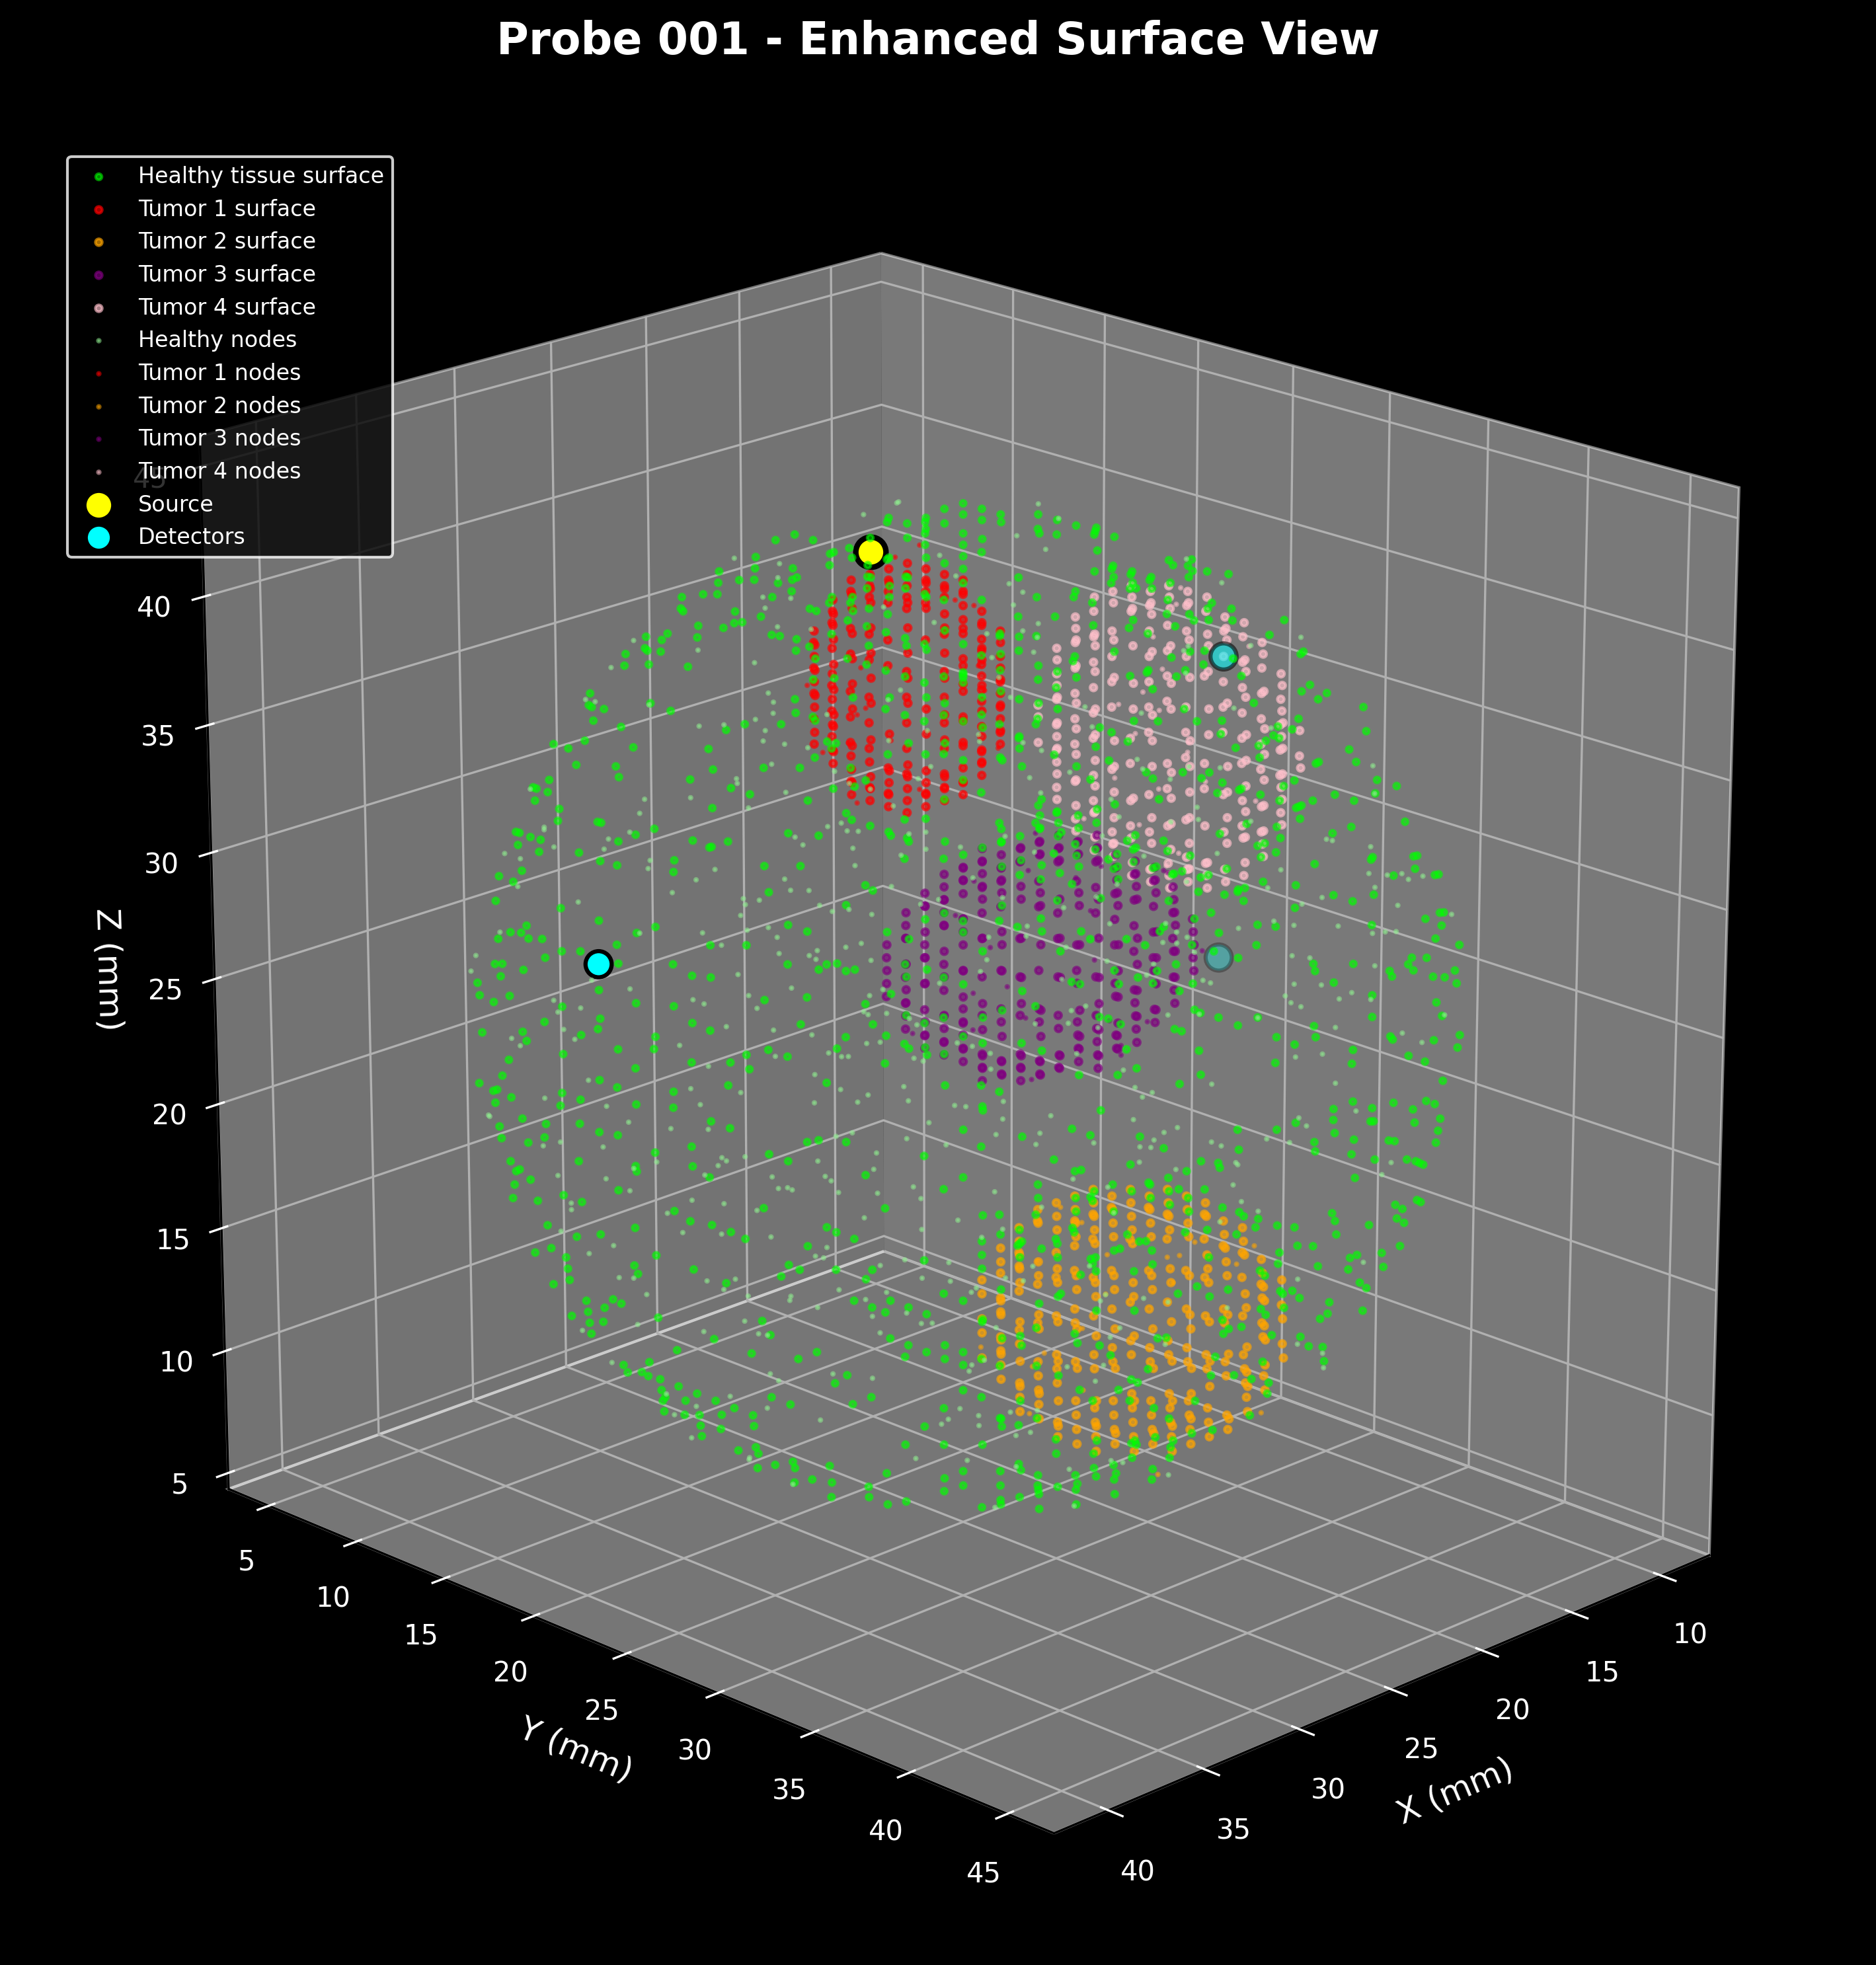 Probe 001 - Enhanced Surface View
Healthy tissue surface
Tumor 1 surface
Tumor 2 surface
Tumor 3 surface
Tumor 4 surface
Healthy nodes
Tumor 1 nodes
Tumor 2 nodes
Tumor 3 nodes
Tumor 4 nodes
Source
Detectors
45
40
35
30
25
20
15
10
5
Z (mm)
5
10
15
20
25
30
35
40
45
Y (mm)
10
15
20
25
30
35
40
X (mm)